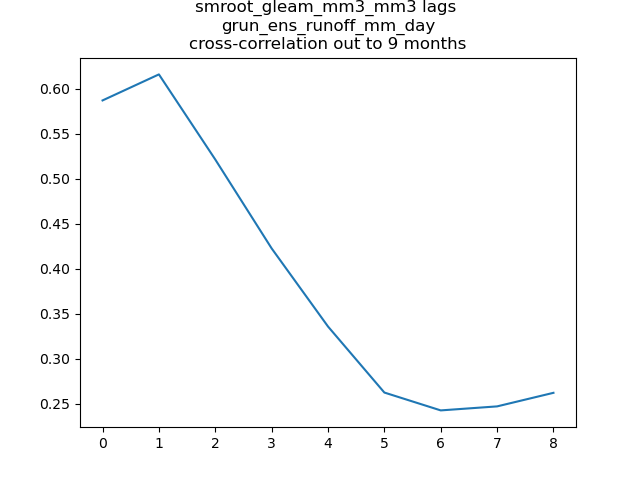 smroot_gleam_mm3_mm3 lags
grun_ens_runoff_mm_day
cross-correlation out to 9 months
0.60
0.55
0.50
0.45
0.40
0.35
0.30
0.25
0 1 2 3 4 5 6 7 8